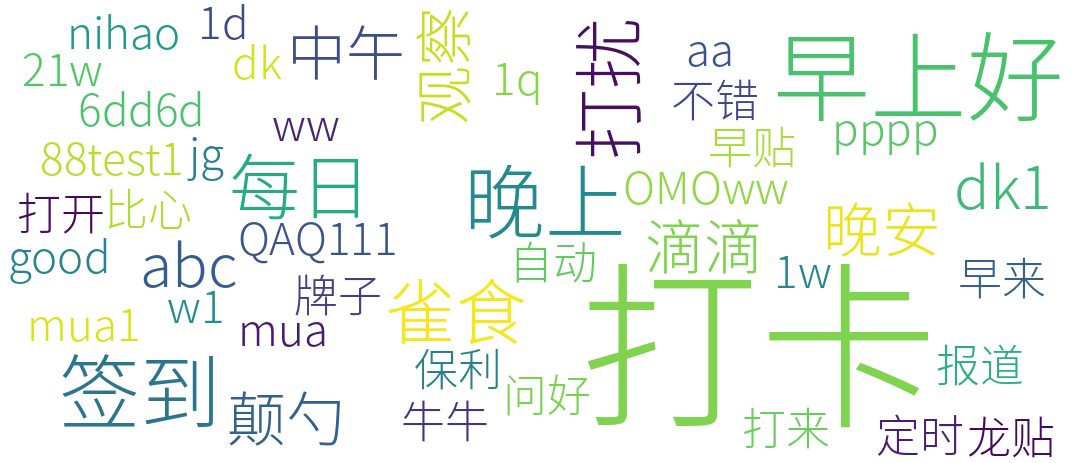 nihao
1d
中午
观察
打扰
aa
早上好
21w
dk
1q
不错
6dd6d
ww
早贴
pppp
88test1
jg
每日
晚上
OMOww
dk1
打开
比心
QAQ111
自动
滴滴
晚安
good
abc
1w
早来
w1
牌子
雀食
打卡
mua1
mua
签到
保利
报道
颠勺
问好
牛牛
打来
定时
龙贴